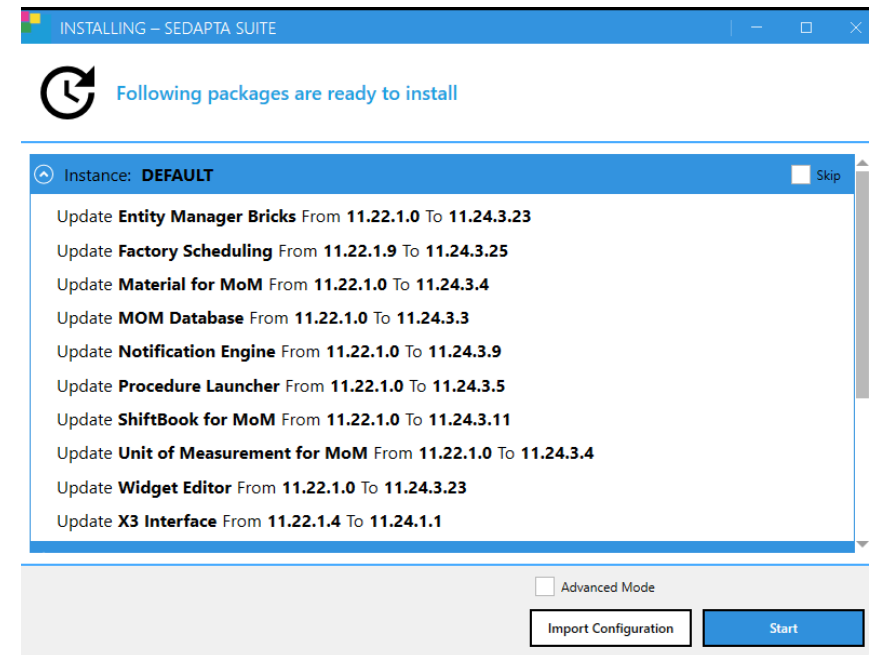 INSTALLING – SEDAPTA SUITE
Following packages are ready to install
Instance: DEFAULT Skip
Update Entity Manager Bricks From 11.22.1.0 To 11.24.3.23
Update Factory Scheduling From 11.22.1.9 To 11.24.3.25
Update Material for MoM From 11.22.1.0 To 11.24.3.4
Update MOM Database From 11.22.1.0 To 11.24.3.3
Update Notification Engine From 11.22.1.0 To 11.24.3.9
Update Procedure Launcher From 11.22.1.0 To 11.24.3.5
Update ShiftBook for MoM From 11.22.1.0 To 11.24.3.11
Update Unit of Measurement for MoM From 11.22.1.0 To 11.24.3.4
Update Widget Editor From 11.22.1.0 To 11.24.3.23
Update X3 Interface From 11.22.1.4 To 11.24.1.1
Advanced Mode
Import Configuration Start